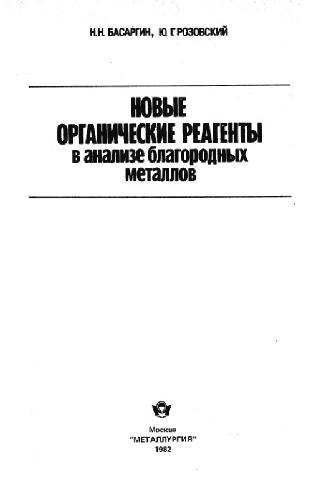 Н.Н. БАСАРГИН, Ю.Г. РОЗОВСКИЙ
НОВЫЕ
ОРГАНИЧЕСКИЕ РЕАГЕНТЫ
в анализе благородных
металлов
Москва
"МЕТАЛЛУРГИЯ"
1982